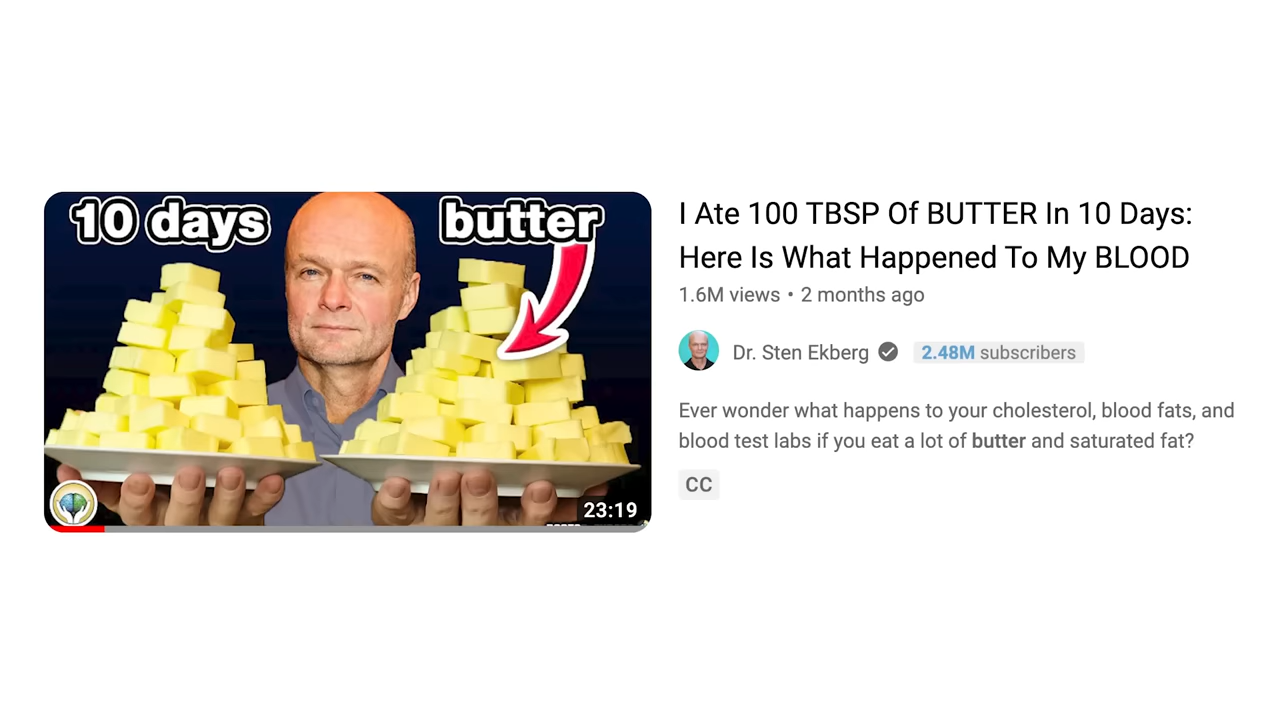 10 days
butter
23:19
I Ate 100 TBSP Of BUTTER In 10 Days:
Here Is What Happened To My BLOOD
1.6M views • 2 months ago
Dr. Sten Ekberg
2.48M subscribers
Ever wonder what happens to your cholesterol, blood fats, and
blood test labs if you eat a lot of butter and saturated fat?
CC